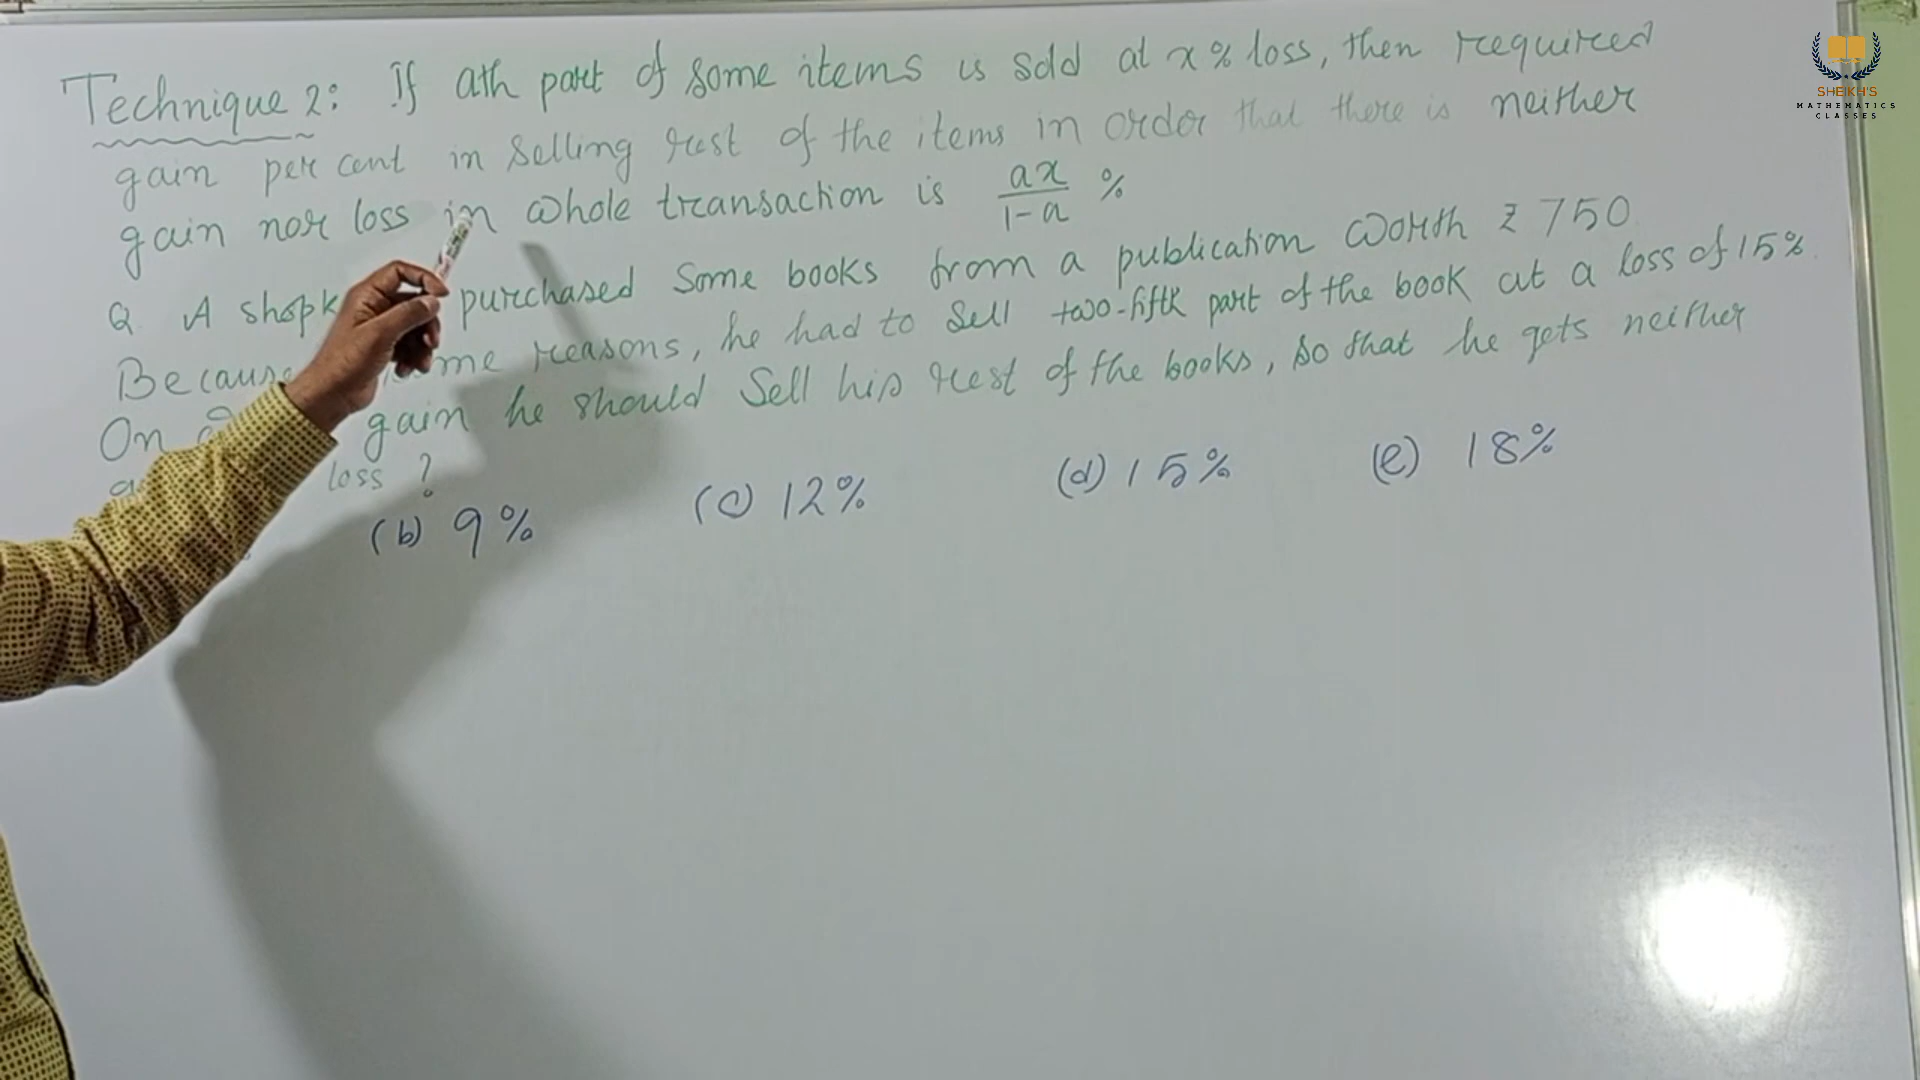 Technique 2: If ath part of some items is sold at x% loss, then required
gain per cent in selling rest of the items in order that there is neither
gain nor loss in whole transaction is ax/1-a %
Q. A shopk purchased some books from a publication worth ₹ 750
Because me reasons, he had to sell two-fifth part of the book at a loss of 15%.
On gain he should sell his rest of the books, so that he gets neither
loss ?
(b) 9% (c) 12% (d) 15% (e) 18%
SHEIKH'S
MATHEMATICS
CLASSES